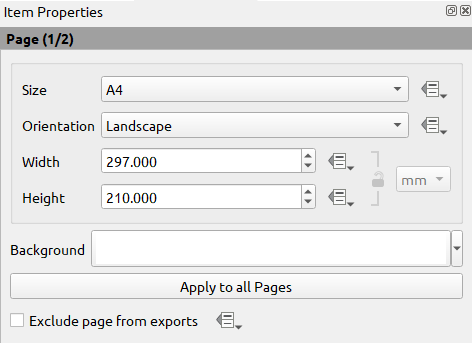 Item Properties
Page (1/2)
Size A4
Orientation Landscape
Width 297.000
mm
Height 210.000
Background
Apply to all Pages
Exclude page from exports